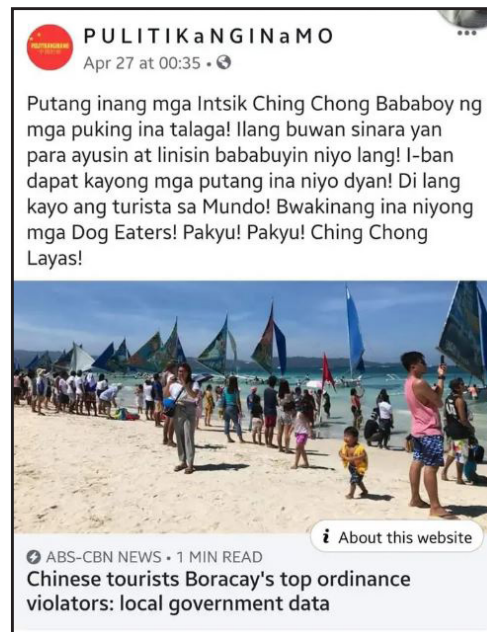 PULITIKaNGINaMO
Apr 27 at 00:35 •
Putang inang mga Intsik Ching Chong Bababoy ng
mga puking ina talaga! Ilang buwan sinara yan
para ayusin at linisin bababuyin niyo lang! I-ban
dapat kayong mga putang ina niyo dyan! Di lang
kayo ang turista sa Mundo! Bwakinang ina niyong
mga Dog Eaters! Pakyu! Pakyu! Ching Chong
Layas!
i About this website
ABS-CBN NEWS • 1 MIN READ
Chinese tourists Boracay's top ordinance
violators: local government data